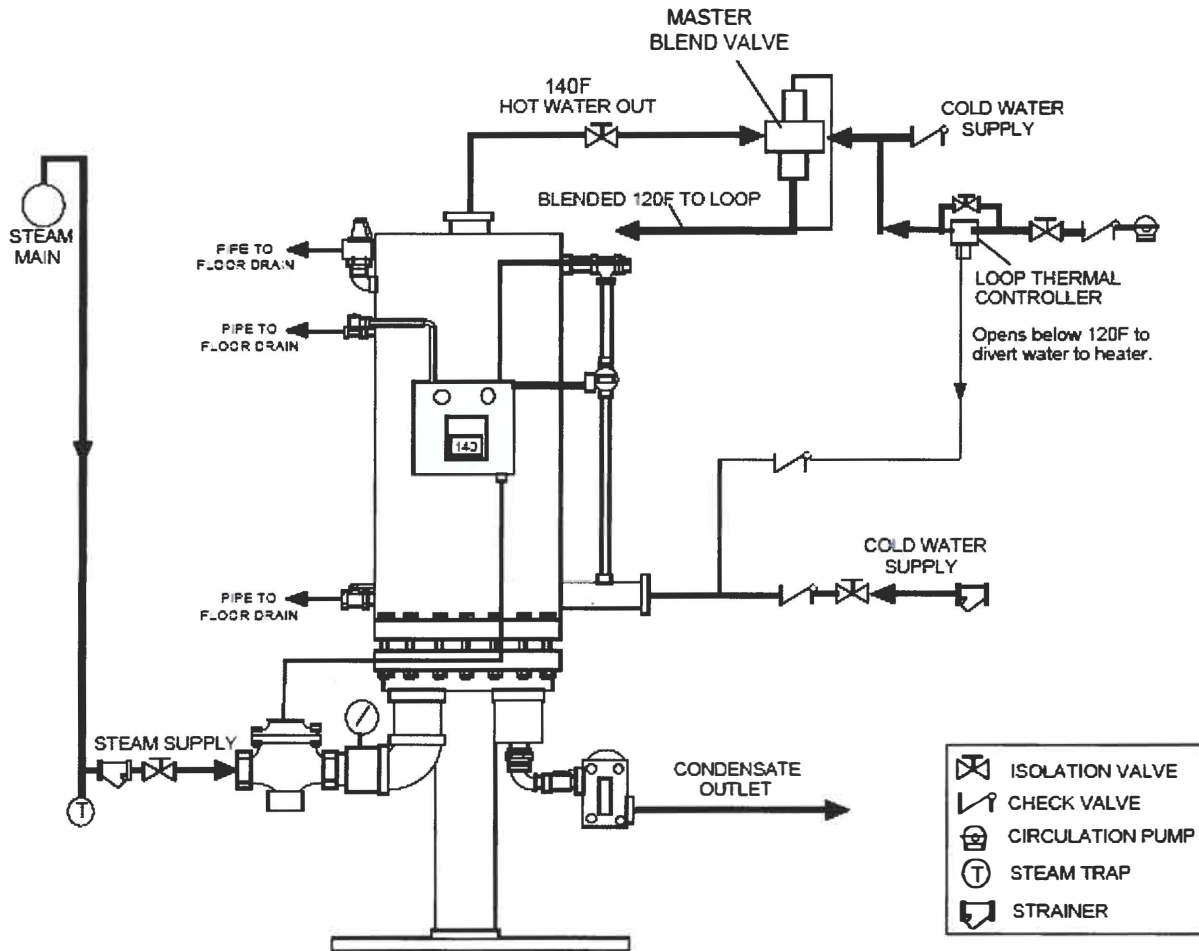 MASTER
BLEND VALVE
140F
HOT WATER OUT
COLD WATER
SUPPLY
BLENDED 120F TO LOOP
STEAM
MAIN
PIPE TO
FLOOR DRAIN
LOOP THERMAL
CONTROLLER
PIPE TO
FLOOR DRAIN
Opens below 120F to
divert water to heater.
140
COLD WATER
SUPPLY
PIPE TO
FLOOR DRAIN
STEAM SUPPLY
CONDENSATE
OUTLET
T
ISOLATION VALVE
CHECK VALVE
CIRCULATION PUMP
T
STEAM TRAP
STRAINER